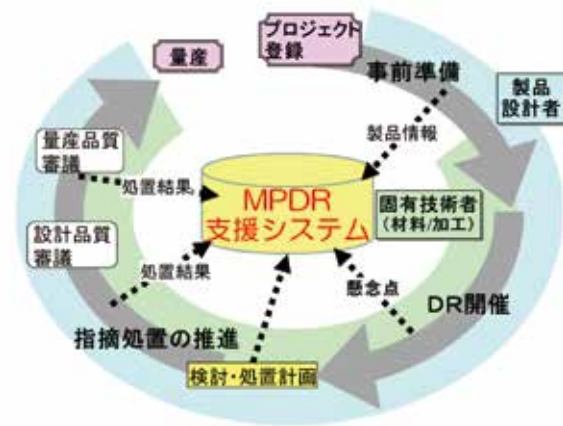 プロジェクト
登録
量産
事前準備
製品
設計者
製品情報
量産品質
審議
処置結果
MPDR
支援システム
固有技術者
(材料/加工)
設計品質
審議
処置結果
懸念点
DR開催
指摘処置の推進
検討・処置計画